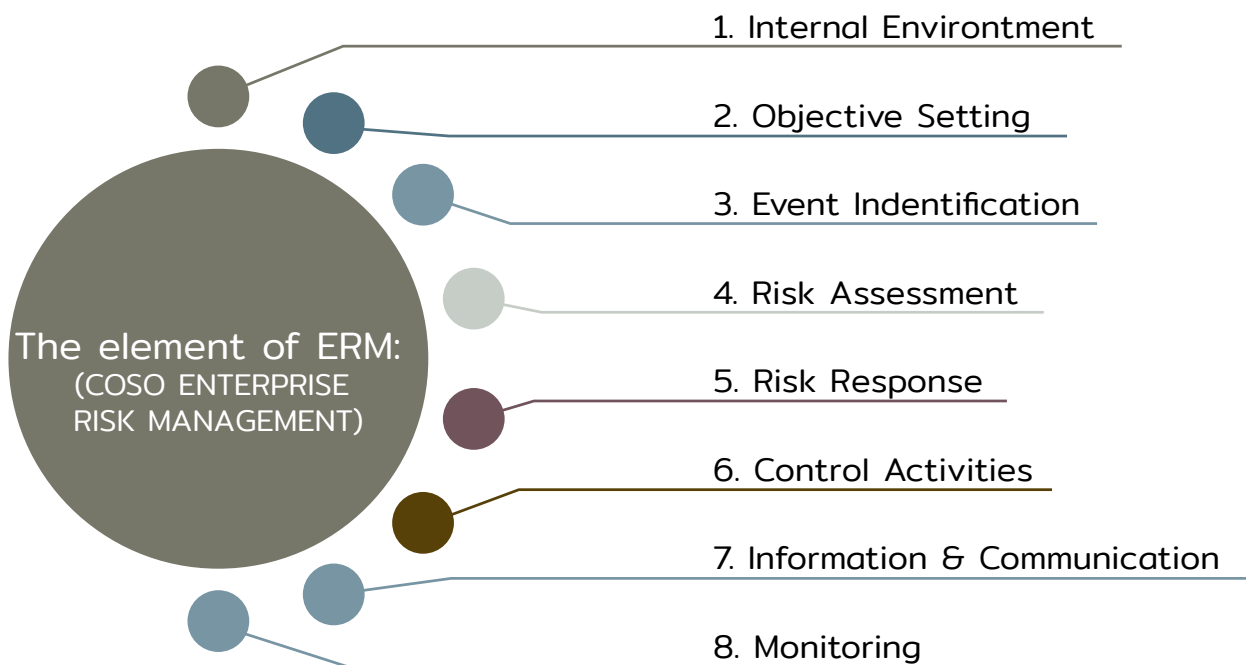 1. Internal Environtment
2. Objective Setting
3. Event Indentification
4. Risk Assessment
The element of ERM:
(COSO ENTERPRISE
RISK MANAGEMENT)
5. Risk Response
6. Control Activities
7. Information & Communication
8. Monitoring